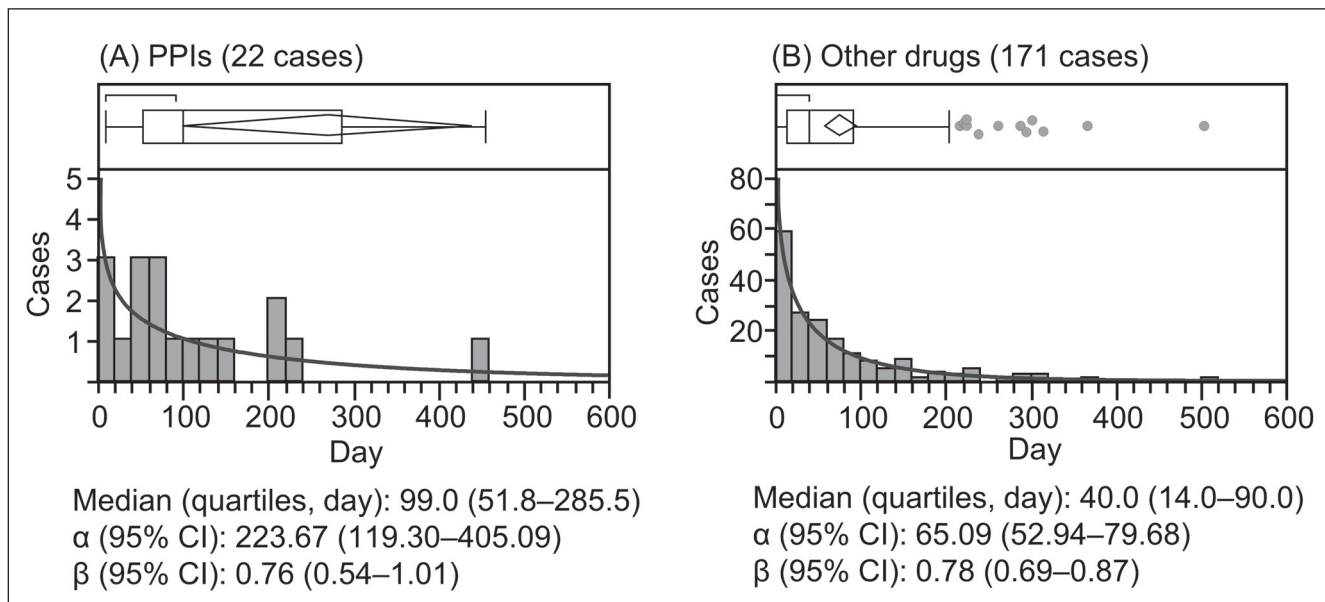 (A) PPIs (22 cases)
5
4
3
2
1
Cases
0 100 200 300 400 500 600
Day
Median (quartiles, day): 99.0 (51.8–285.5)
α (95% CI): 223.67 (119.30–405.09)
β (95% CI): 0.76 (0.54–1.01)
(B) Other drugs (171 cases)
80
60
40
20
Cases
0 100 200 300 400 500 600
Day
Median (quartiles, day): 40.0 (14.0–90.0)
α (95% CI): 65.09 (52.94–79.68)
β (95% CI): 0.78 (0.69–0.87)